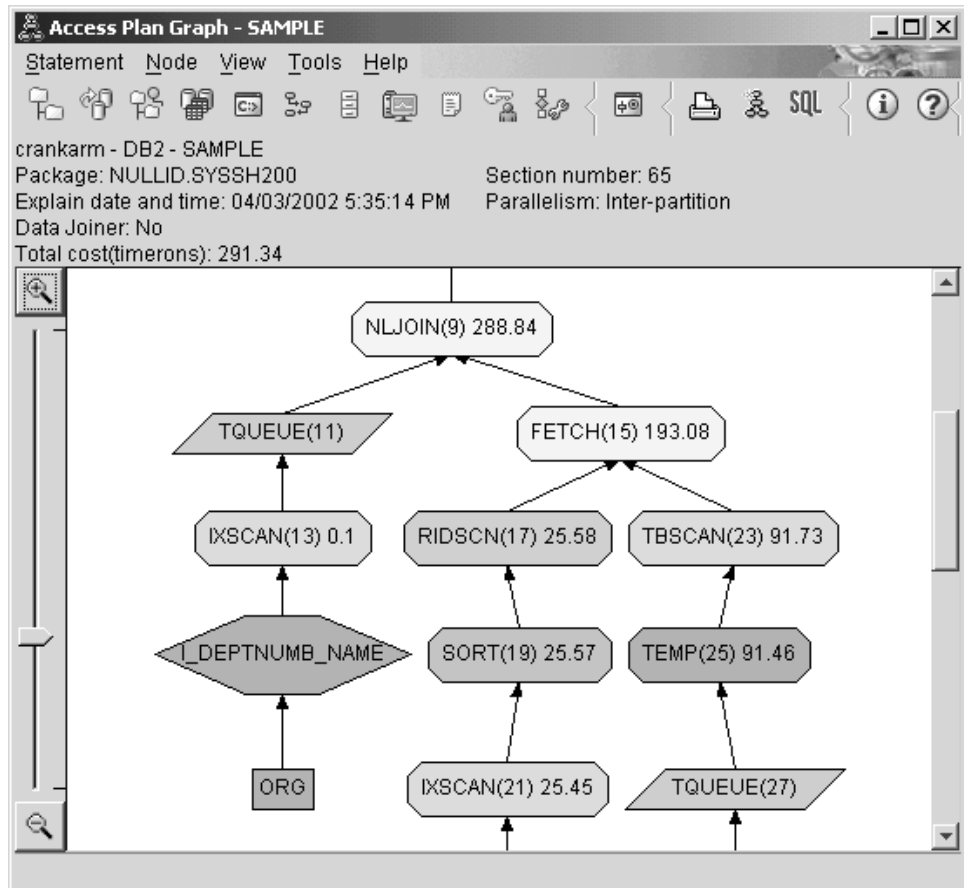 Access Plan Graph - SAMPLE
Statement Node View Tools Help
C:> SQL i ?
crankarm - DB2 - SAMPLE
Package: NULLID.SYSSH200 Section number: 65
Explain date and time: 04/03/2002 5:35:14 PM Parallelism: Inter-partition
Data Joiner: No
Total cost(timerons): 291.34
NLJOIN(9) 288.84
TQUEUE(11) FETCH(15) 193.08
IXSCAN(13) 0.1 RIDSCN(17) 25.58 TBSCAN(23) 91.73
I_DEPTNUMB_NAME SORT(19) 25.57 TEMP(25) 91.46
ORG IXSCAN(21) 25.45 TQUEUE(27)